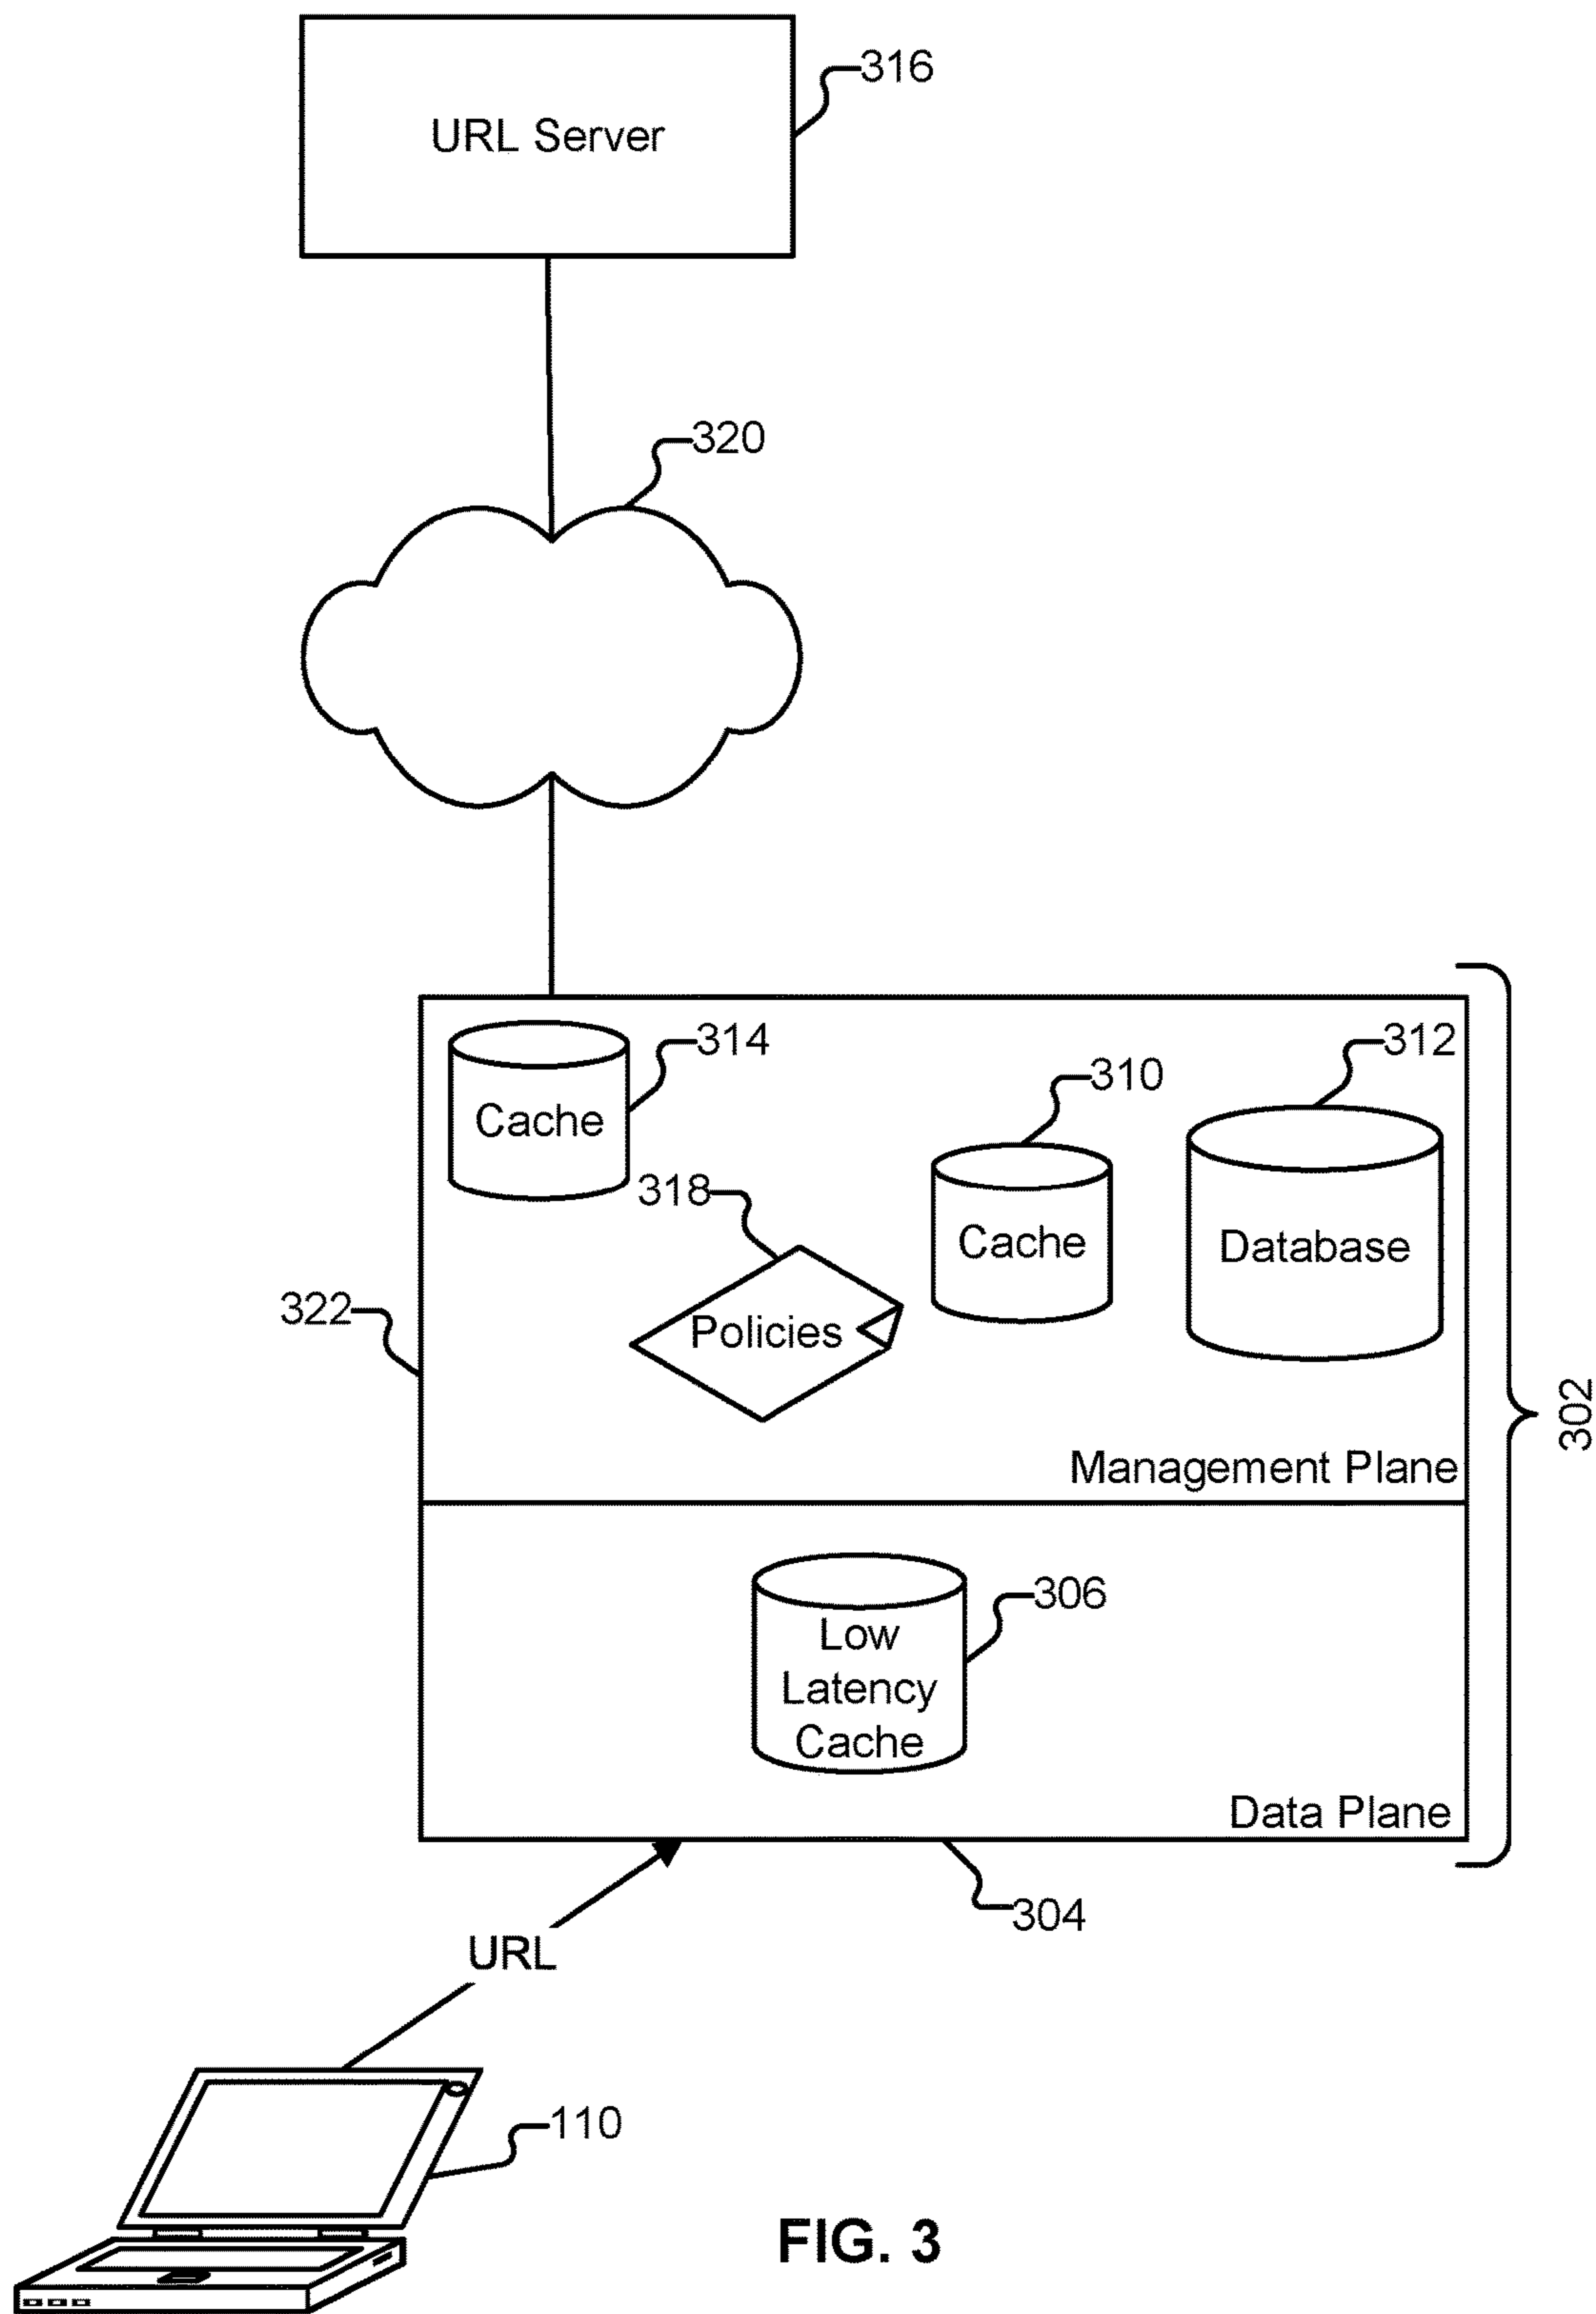 316
URL Server
320
314
312
310
Cache
318
Cache
Database
322
Policies
302
Management Plane
306
Low
Latency
Cache
Data Plane
304
URL
110
FIG. 3